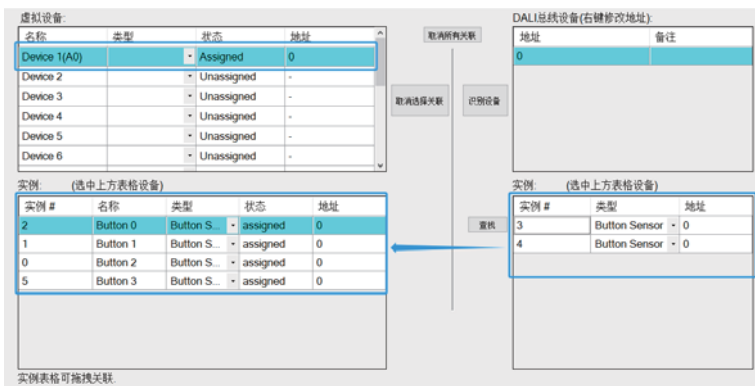 虚拟设备:
名称 类型 状态 地址
Device 1(A0) Assigned 0
Device 2 Unassigned -
Device 3 Unassigned -
Device 4 Unassigned -
Device 5 Unassigned -
Device 6 Unassigned -
取消所有关联
取消选择关联 识别设备
DALI总线设备(右键修改地址):
地址 备注
0
实例: (选中上方表格设备)
实例 # 名称 类型 状态 地址
2 Button 0 Button S... assigned 0
1 Button 1 Button S... assigned 0
0 Button 2 Button S... assigned 0
5 Button 3 Button S... assigned 0
查找
实例: (选中上方表格设备)
实例 # 类型 地址
3 Button Sensor 0
4 Button Sensor 0
实例表格可拖拽关联.